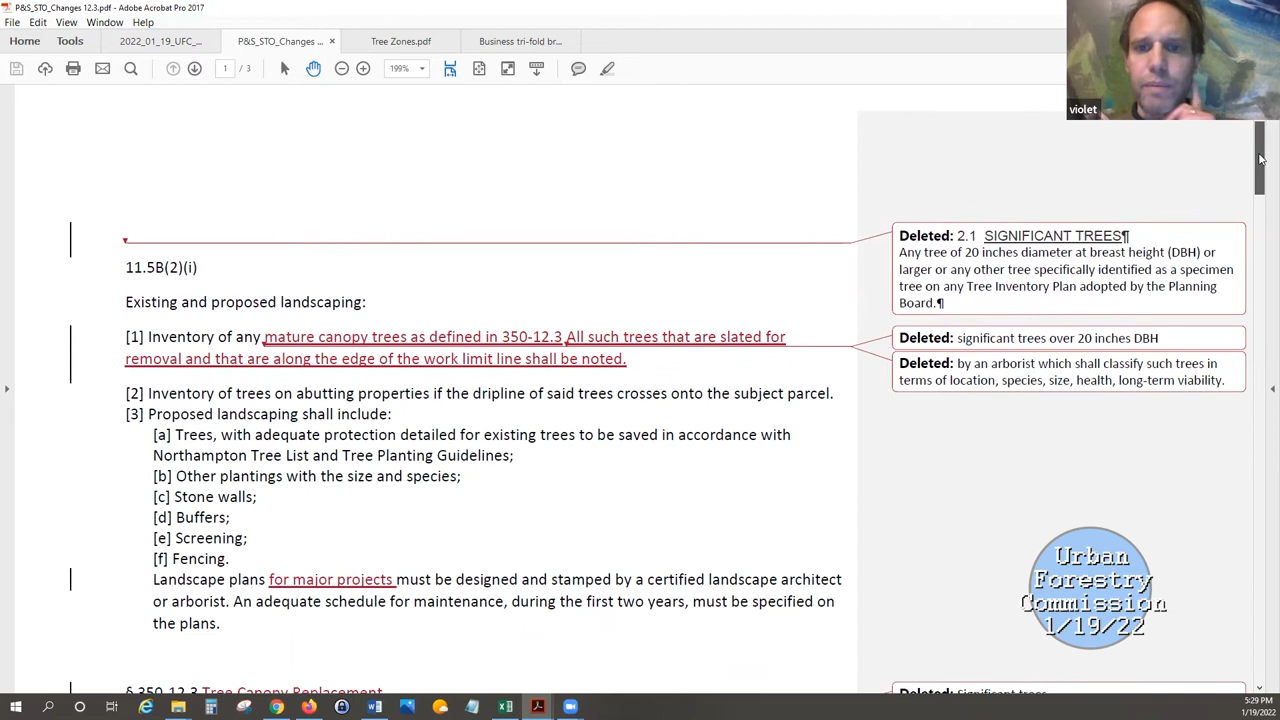 P&S_STO_Changes 12.3.pdf - Adobe Acrobat Pro 2017
File Edit View Window Help
Home Tools 2022_01_19_UFC_... P&S_STO_Changes ... × Tree Zones.pdf Business tri-fold br...
1 / 3 199%
violet
Deleted: 2.1 SIGNIFICANT TREES¶
Any tree of 20 inches diameter at breast height (DBH) or
larger or any other tree specifically identified as a specimen
tree on any Tree Inventory Plan adopted by the Planning
Board.¶
11.5B(2)(i)
Existing and proposed landscaping:
[1] Inventory of any mature canopy trees as defined in 350-12.3 All such trees that are slated for
removal and that are along the edge of the work limit line shall be noted.
Deleted: significant trees over 20 inches DBH
Deleted: by an arborist which shall classify such trees in
terms of location, species, size, health, long-term viability.
[2] Inventory of trees on abutting properties if the dripline of said trees crosses onto the subject parcel.
[3] Proposed landscaping shall include:
[a] Trees, with adequate protection detailed for existing trees to be saved in accordance with
Northampton Tree List and Tree Planting Guidelines;
[b] Other plantings with the size and species;
[c] Stone walls;
[d] Buffers;
[e] Screening;
[f] Fencing.
Landscape plans for major projects must be designed and stamped by a certified landscape architect
or arborist. An adequate schedule for maintenance, during the first two years, must be specified on
the plans.
Urban
Forestry
Commission
1/19/22
§ 350-12.3 Tree Canopy Replacement
Deleted: Significant trees
5:29 PM
1/19/2022